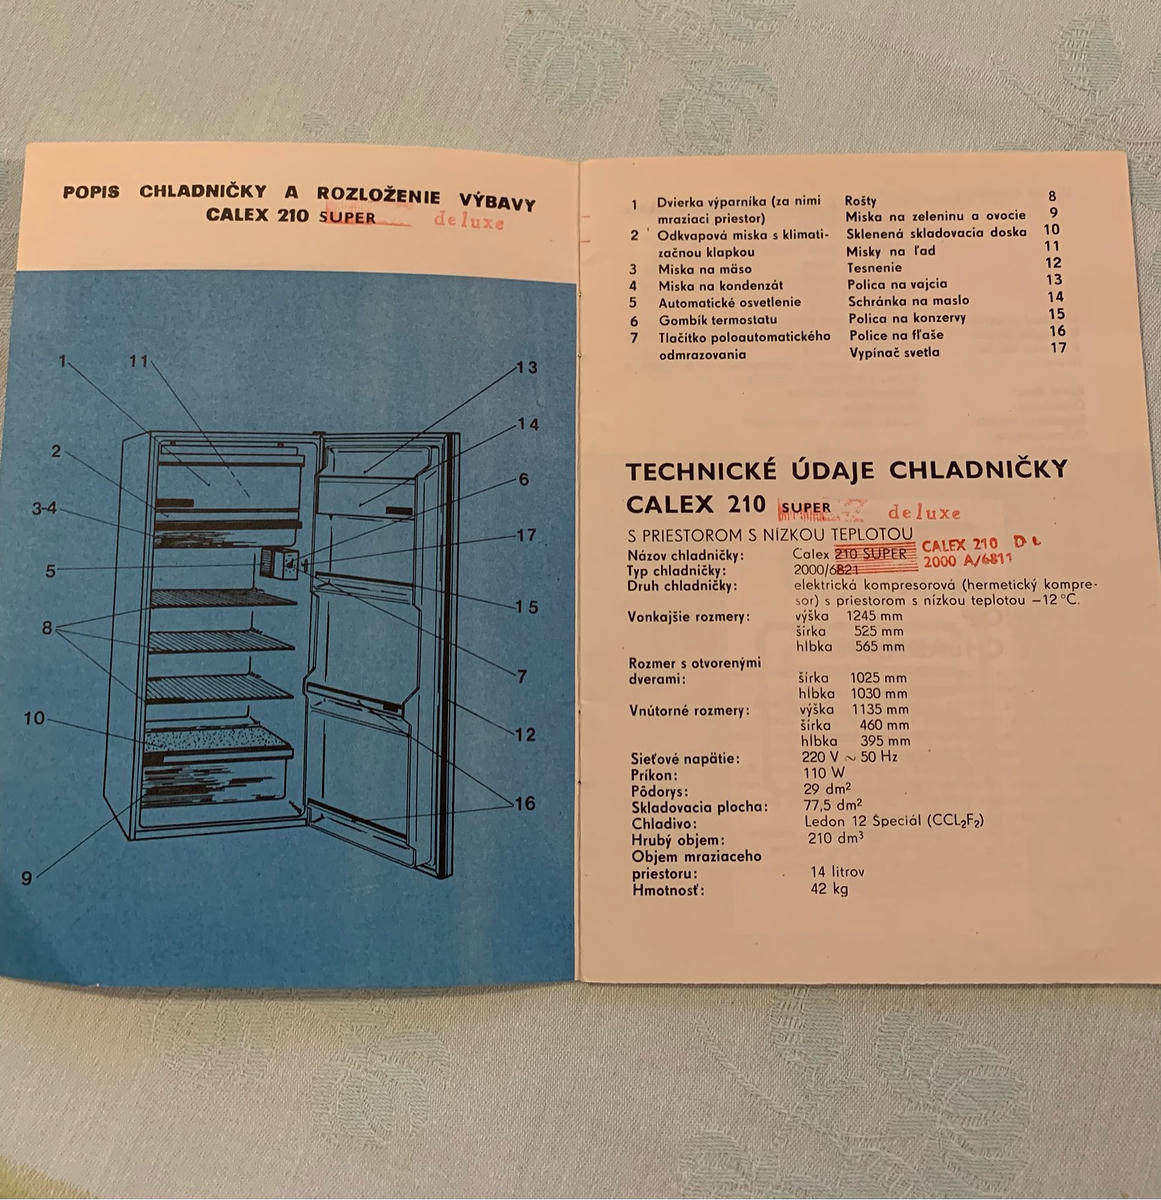 POPIS CHLADNIČKY A ROZLOŽENIE VÝBAVY
CALEX 210 SUPER deluxe
1
11
2
3-4
5
8
10
9
13
14
6
17
15
7
12
16
1 Dvierka výparníka (za nimi
mraziaci priestor)
2 Odkvapová miska s klimati-
začnou klapkou
3 Miska na mäso
4 Miska na kondenzát
5 Automatické osvetlenie
6 Gombík termostatu
7 Tlačítko poloautomatického
odmrazovania
Rošty 8
Miska na zeleninu a ovocie 9
Sklenená skladovacia doska 10
Misky na ľad 11
Tesnenie 12
Polica na vajcia 13
Schránka na maslo 14
Polica na konzervy 15
Police na fľaše 16
Vypínač svetla 17
TECHNICKÉ ÚDAJE CHLADNIČKY
CALEX 210 SUPER deluxe
S PRIESTOROM S NÍZKOU TEPLOTOU
Názov chladničky: Calex 210 SUPER CALEX 210 DL
Typ chladničky: 2000/6821 2000 A/6811
Druh chladničky: elektrická kompresorová (hermetický kompre-
sor) s priestorom s nízkou teplotou −12 °C.
Vonkajšie rozmery: výška 1245 mm
šírka 525 mm
hĺbka 565 mm
Rozmer s otvorenými
dverami: šírka 1025 mm
hĺbka 1030 mm
Vnútorné rozmery: výška 1135 mm
šírka 460 mm
hĺbka 395 mm
Sieťové napätie: 220 V ~ 50 Hz
Príkon: 110 W
Pôdorys: 29 dm²
Skladovacia plocha: 77,5 dm²
Chladivo: Ledon 12 Špeciál (CCL₂F₂)
Hrubý objem: 210 dm³
Objem mraziaceho
priestoru: 14 litrov
Hmotnosť: 42 kg